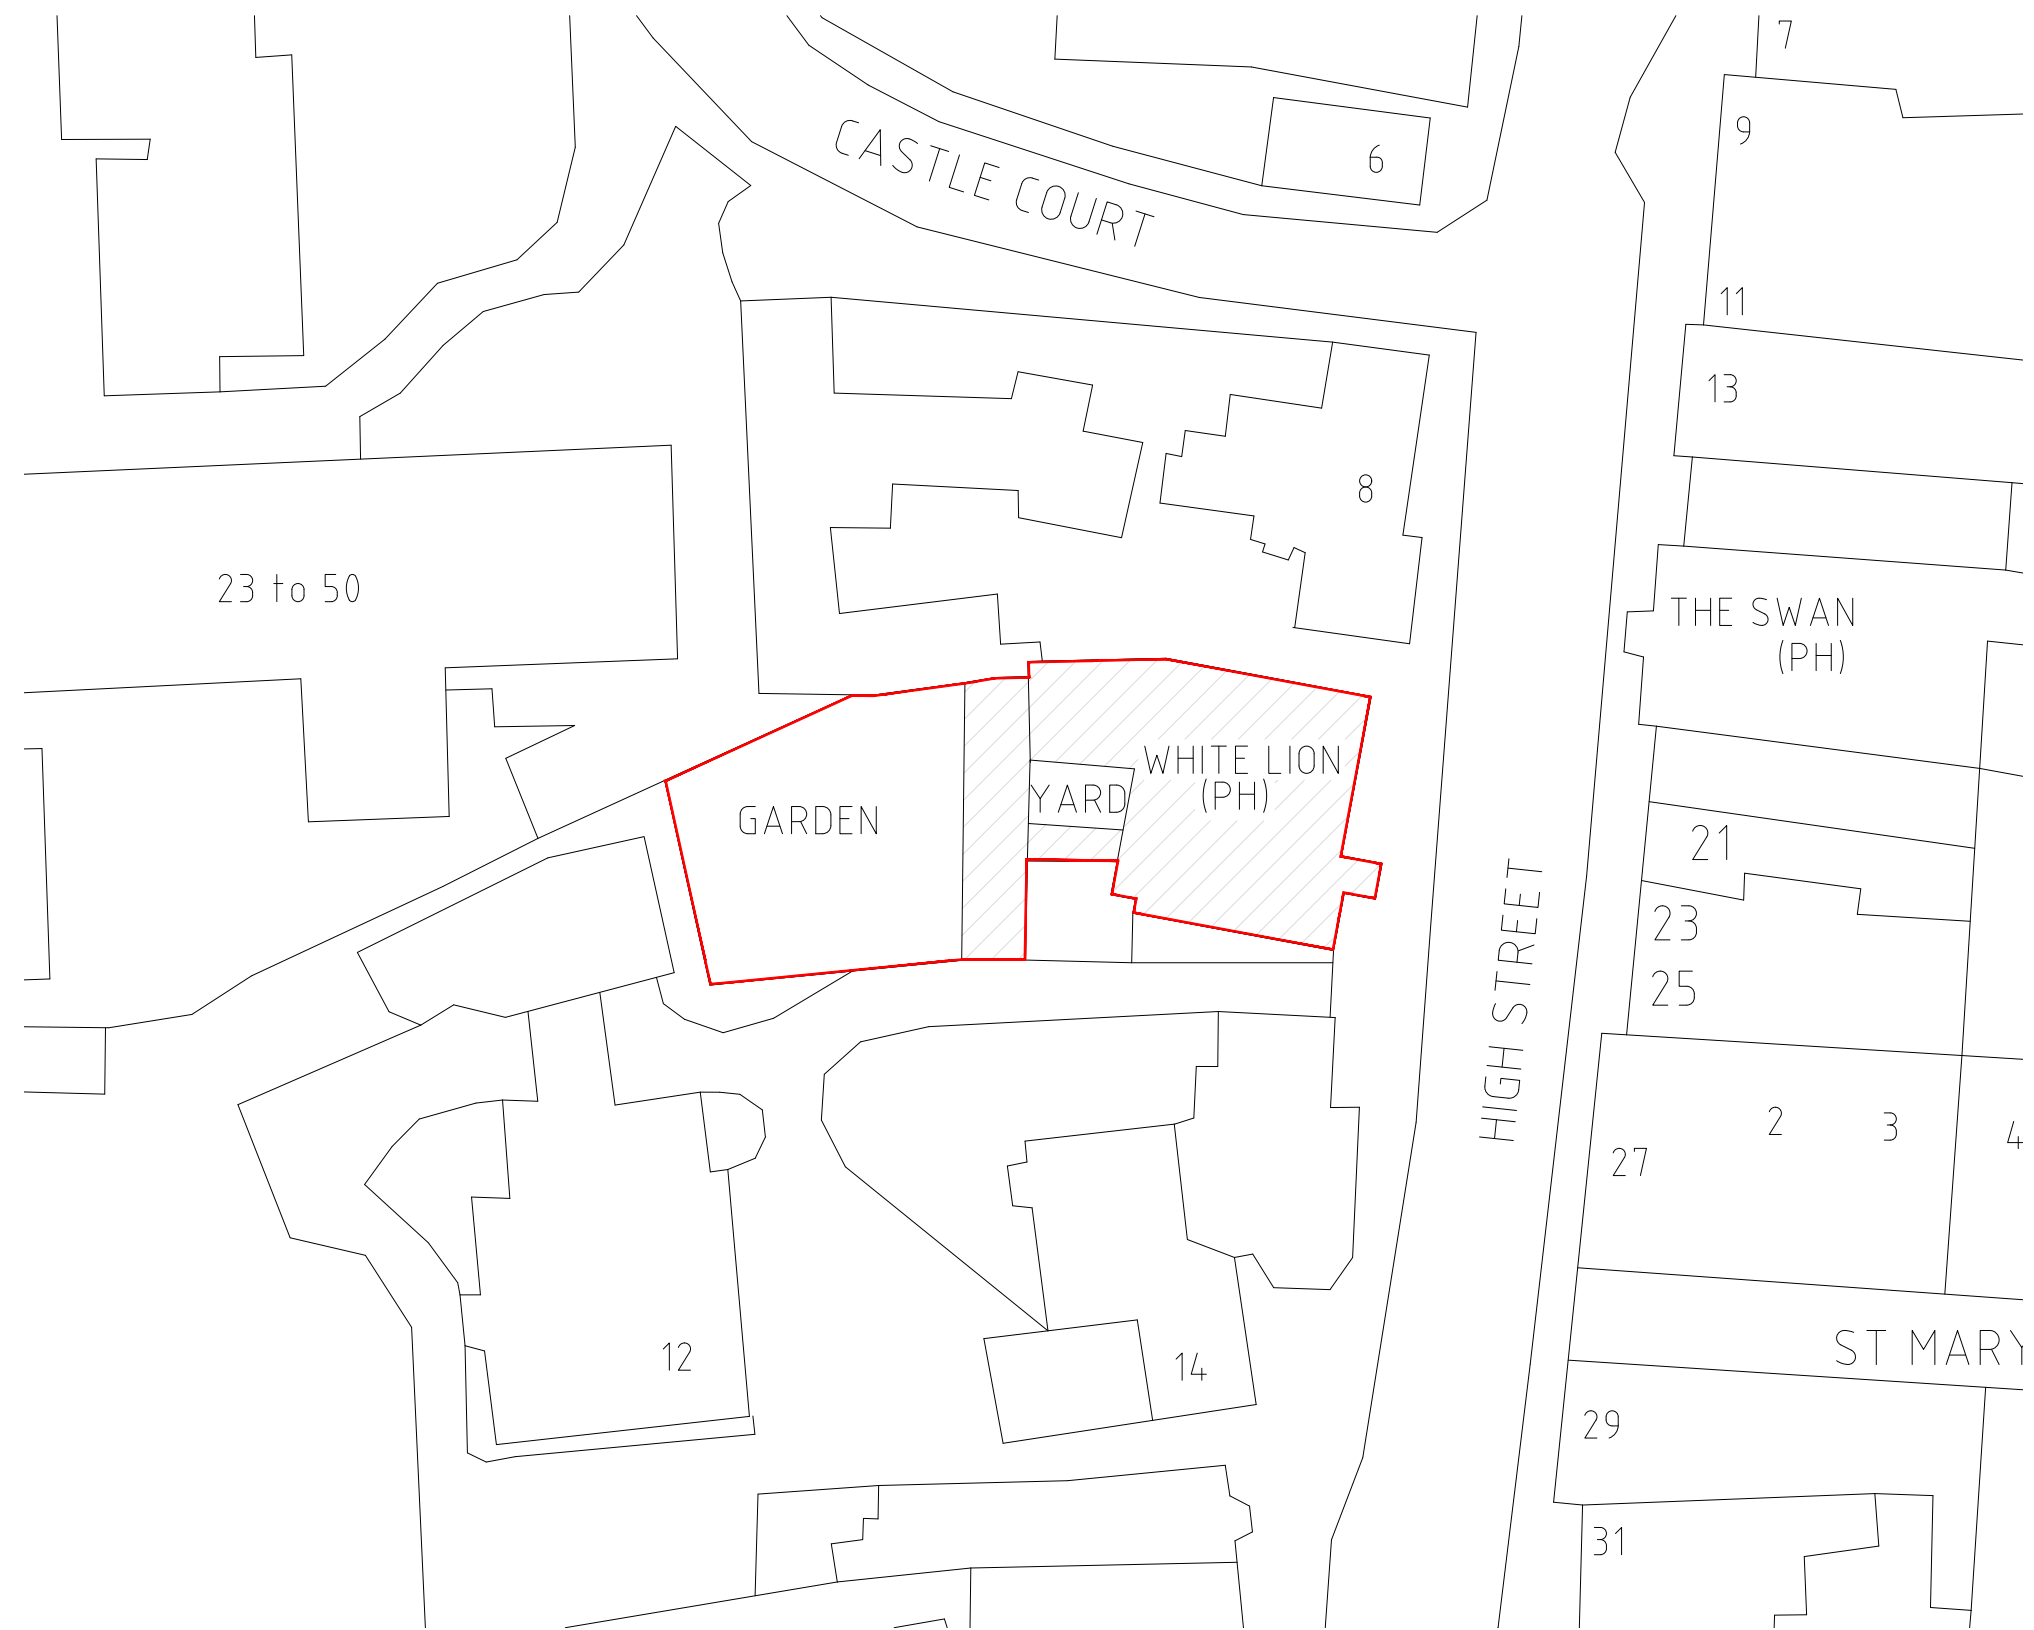 7
9
CASTLE COURT
6
11
13
8
23 to 50
THE SWAN
(PH)
WHITE LION
(PH)
YARD
GARDEN
21
23
25
HIGH STREET
2
3
4
27
12
14
ST MARY
29
31